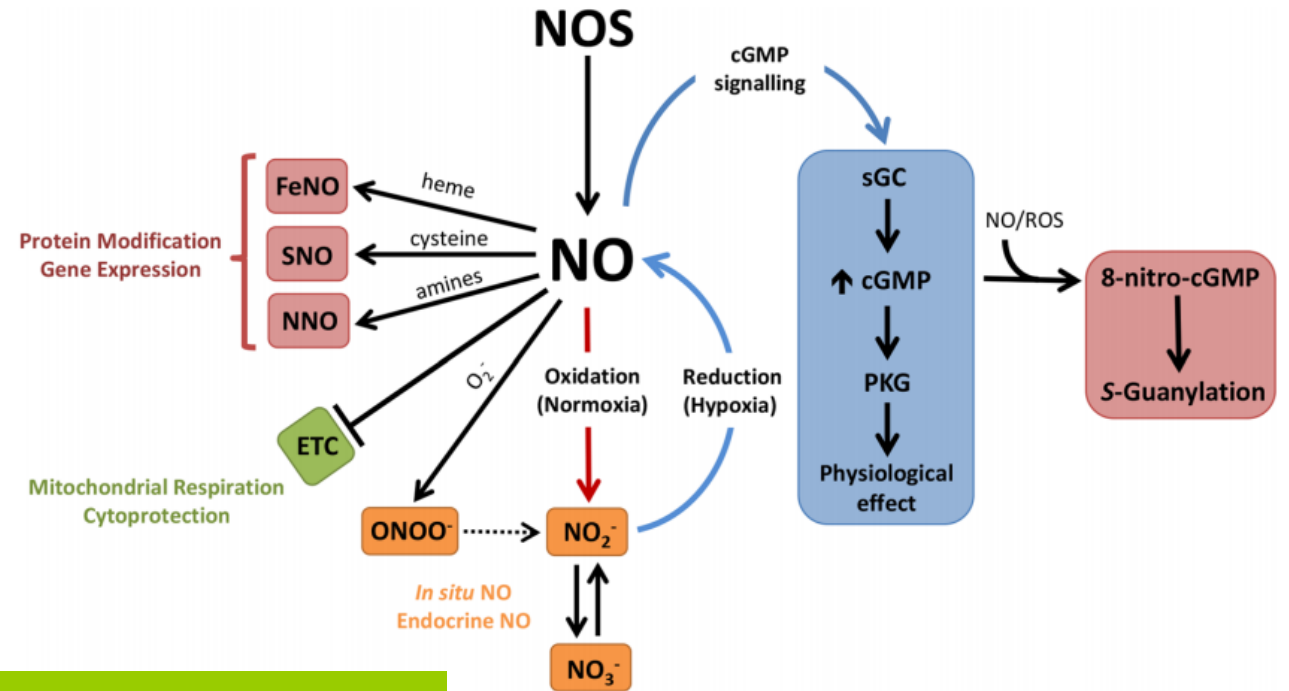 NOS
cGMP
signalling
FeNO
heme
Protein Modification
Gene Expression
SNO
cysteine
NNO
amines
NO
sGC
↑ cGMP
PKG
Physiological
effect
NO/ROS
8-nitro-cGMP
S-Guanylation
O₂⁻
Oxidation
(Normoxia)
Reduction
(Hypoxia)
ETC
Mitochondrial Respiration
Cytoprotection
ONOO⁻
NO₂⁻
In situ NO
Endocrine NO
NO₃⁻